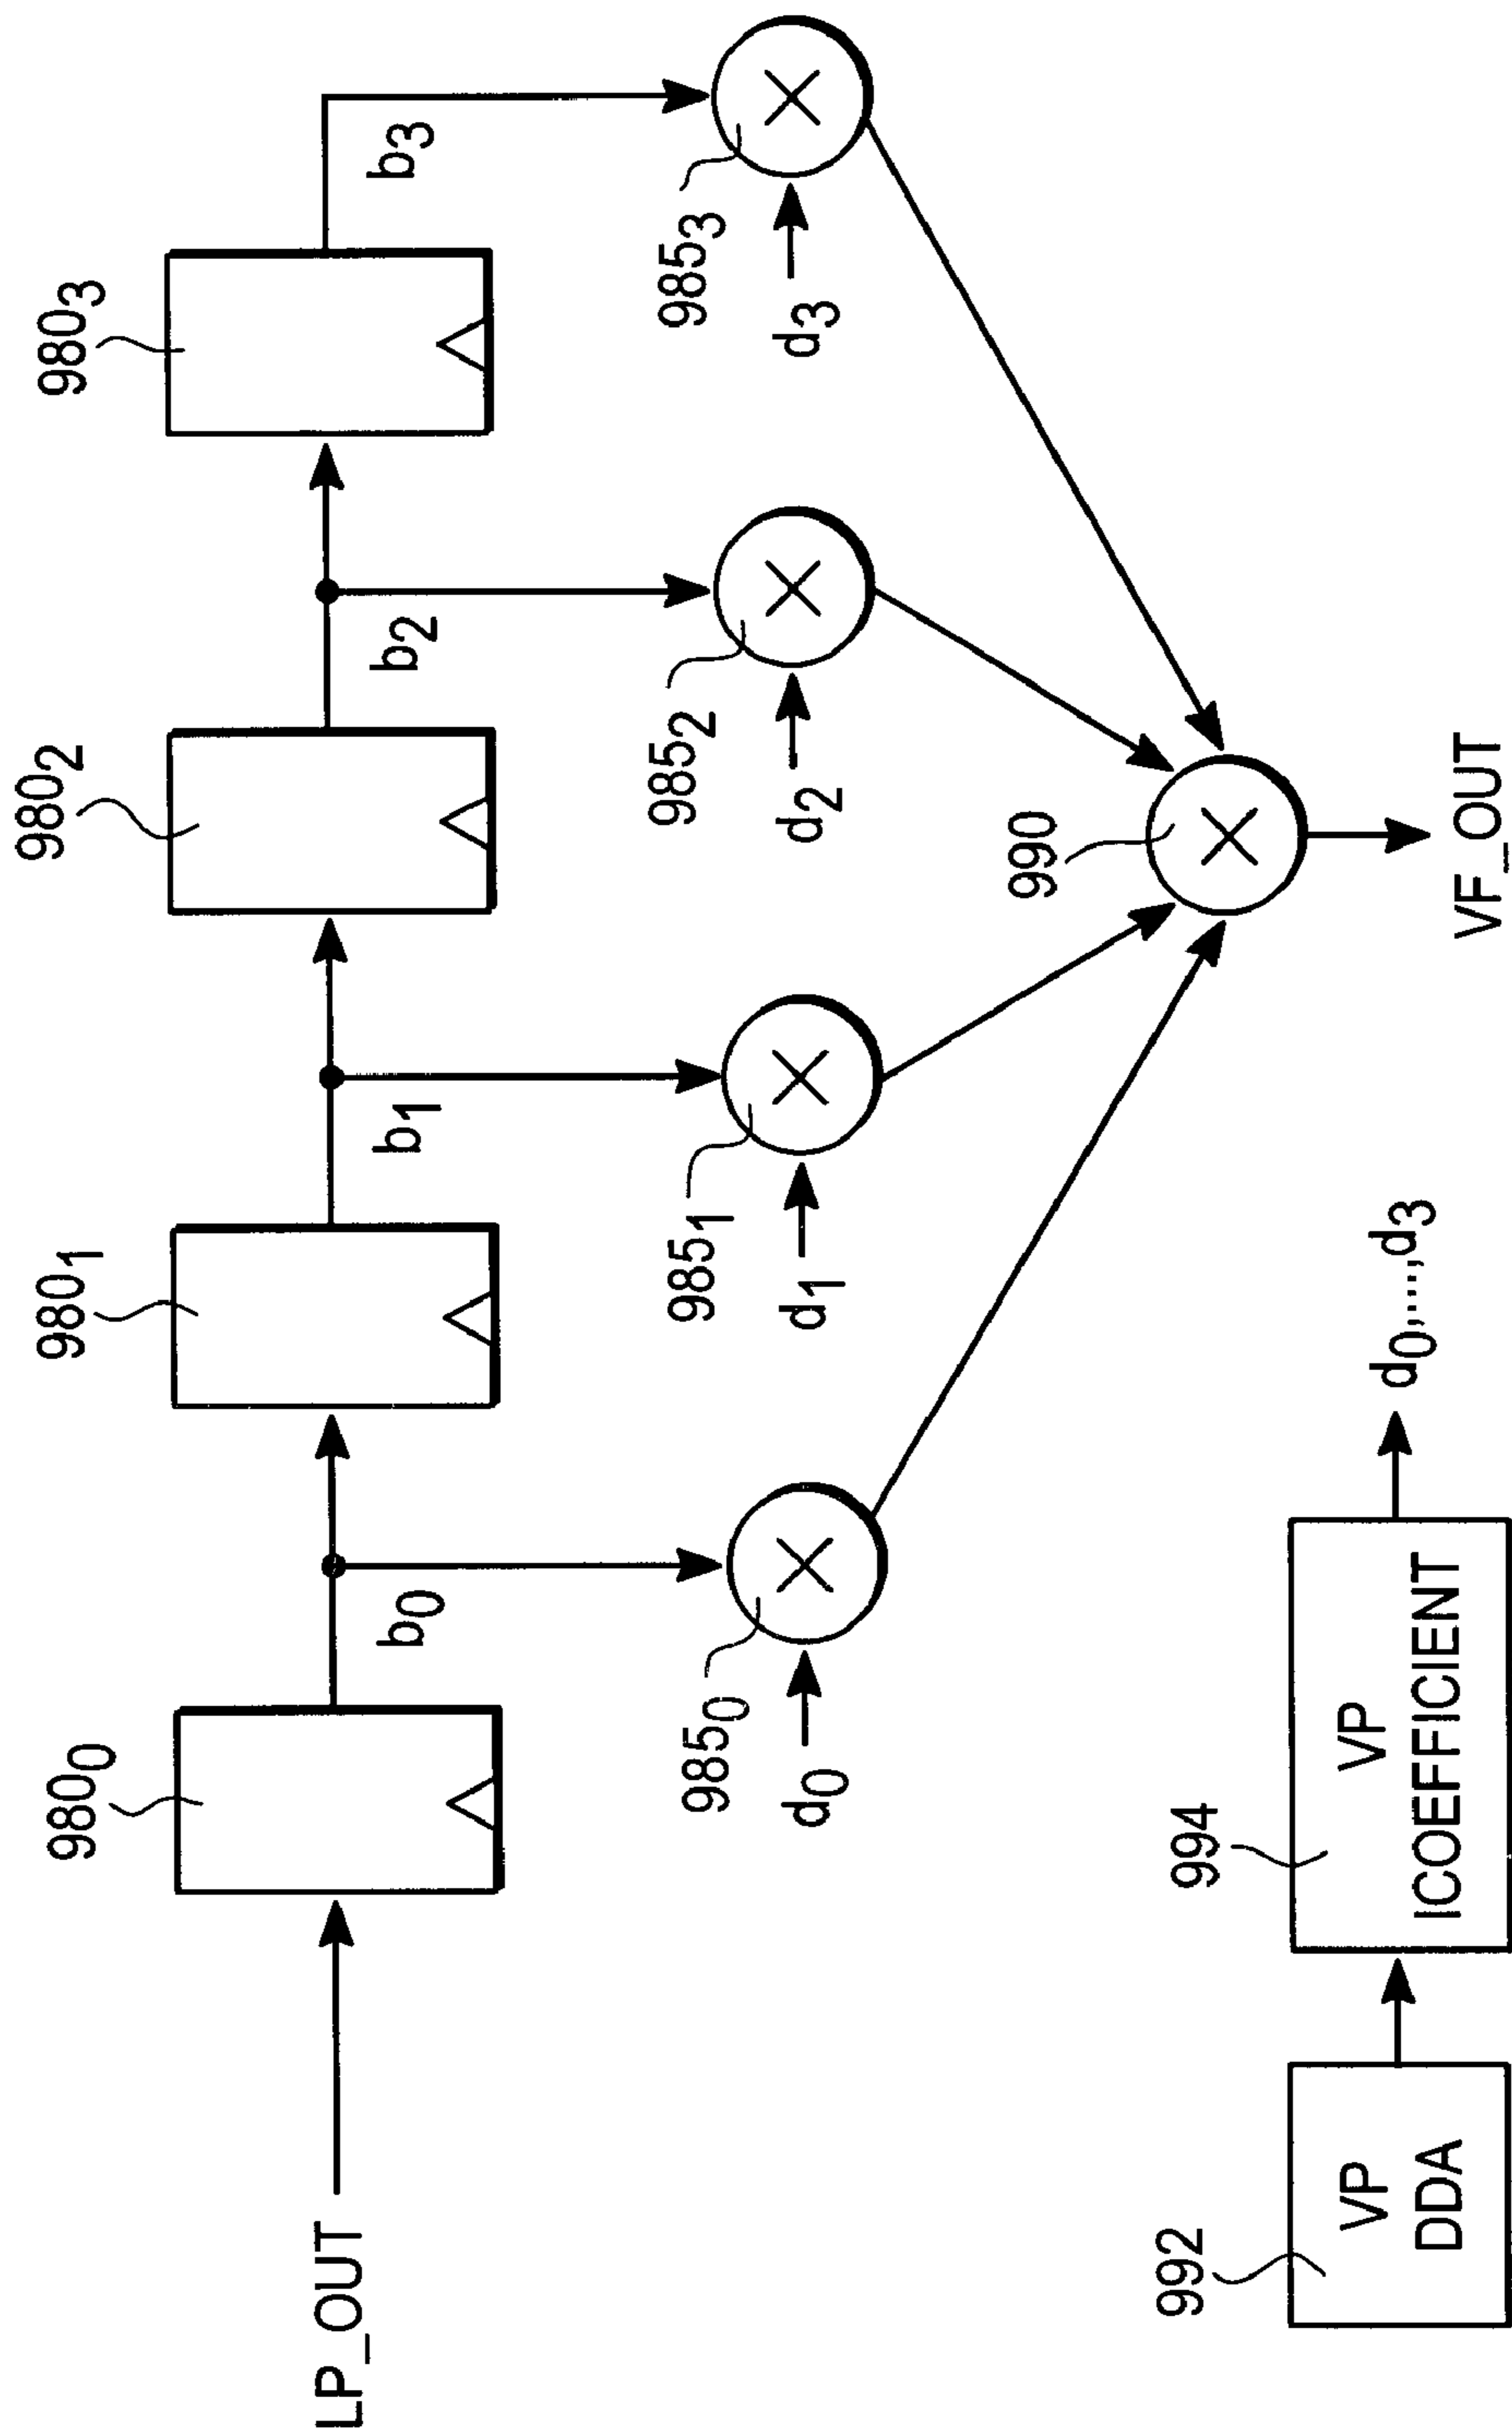 980₀
980₁
980₂
980₃
LP_OUT
b₀
b₁
b₂
b₃
985₀
985₁
985₂
985₃
d₀
d₁
d₂
d₃
990
VF_OUT
992
VP
DDA
994
VP
ICOEFFICIENT
d₀,....,d₃